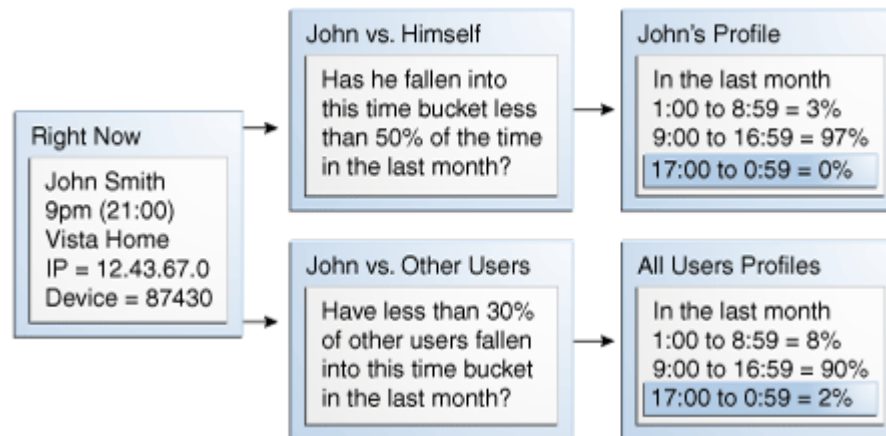 Right Now
John Smith
9pm (21:00)
Vista Home
IP = 12.43.67.0
Device = 87430
John vs. Himself
Has he fallen into
this time bucket less
than 50% of the time
in the last month?
John's Profile
In the last month
1:00 to 8:59 = 3%
9:00 to 16:59 = 97%
17:00 to 0:59 = 0%
John vs. Other Users
Have less than 30%
of other users fallen
into this time bucket
in the last month?
All Users Profiles
In the last month
1:00 to 8:59 = 8%
9:00 to 16:59 = 90%
17:00 to 0:59 = 2%